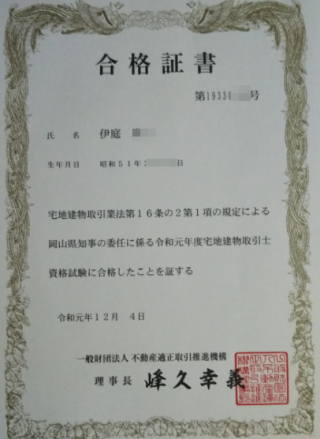 合格証書
第19330 号
氏名 伊庭
生年月日 昭和51年 日
宅地建物取引業法第16条の2第1項の規定による
岡山県知事の委任に係る令和元年度宅地建物取引士
資格試験に合格したことを証する
令和元年12月 4日
一般財団法人 不動産適正取引推進機構
理事長 峰久幸義